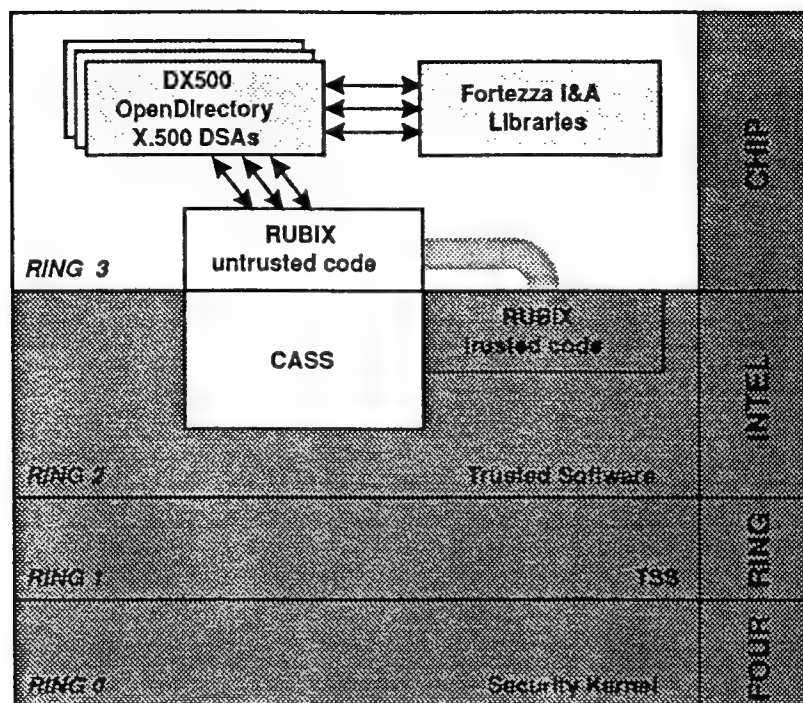 DX500
OpenDirectory
X.500 DSAs
Fortezza I&A
Libraries
RUBIX
untrusted code
RING 3
RUBIX
trusted code
CASS
RING 2
Trusted Software
RING 1
TSS
RING 0
Security Kernel
FOUR RING INTEL CHIP